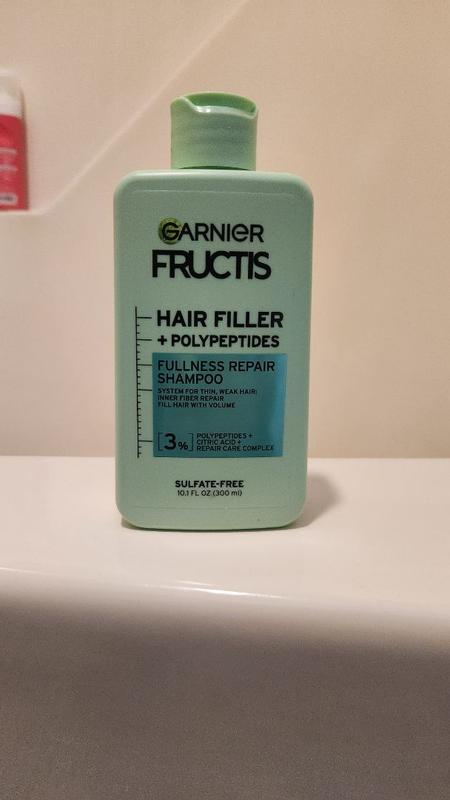 GARNIER
FRUCTIS
HAIR FILLER
+ POLYPEPTIDES
FULLNESS REPAIR
SHAMPOO
SYSTEM FOR THIN, WEAK HAIR:
INNER FIBER REPAIR
FILL HAIR WITH VOLUME
[3%] POLYPEPTIDES +
CITRIC ACID +
REPAIR CARE COMPLEX
SULFATE-FREE
10.1 FL OZ (300 ml)